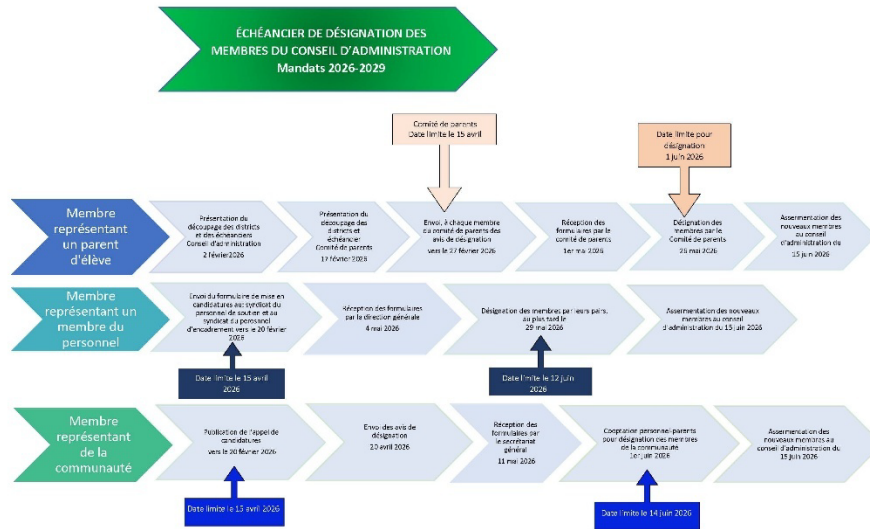 ÉCHÉANCIER DE DÉSIGNATION DES
MEMBRES DU CONSEIL D'ADMINISTRATION
Mandats 2026-2029
Comité de parents
Date limite le 15 avril
Date limite pour
désignation
1 juin 2026
Membre
représentant
un parent
d'élève
Présentation du
découpage des districts
et des échéanciers
Conseil d'administration
2 février2026
Présentation du
découpage des
districts et
échéancier
Comité de parents
17 février 2026
Envoi, à chaque membre
du comité de parents des
avis de désignation
vers le 27 février 2026
Réception des
formulaires par le
comité de parents
1er mai 2026
Désignation des
membres par le
Comité de parents
26 mai 2026
Assermentation des
nouveaux membres
au conseil
d'administration du
15 juin 2026
Membre
représentant un
membre du
personnel
Envoi du formulaire de mise en
candidatures au syndicat du
personnel de soutien et au
syndicat du personnel
d'encadrement vers le 20 février
2026
Réception des formulaires
par la direction générale
4 mai 2026
Désignation des membres par leurs pairs,
au plus tard le
29 mai 2026
Assermentation des nouveaux
membres au conseil
d'administration du 15 juin 2026
Date limite le 15 avril
2026
Date limite le 12 juin
2026
Membre
représentant
de la
communauté
Publication de l'appel de
candidatures
vers le 20 février 2026
Envoi des avis de
désignation
20 avril 2026
Réception des
formulaires par
le secrétariat
général
11 mai 2026
Cooptation personnel-parents
pour désignation des membres
de la communauté
1er juin 2026
Assermentation des
nouveaux membres au
conseil d'administration du
15 juin 2026
Date limite le 15 avril 2026
Date limite le 14 juin 2026